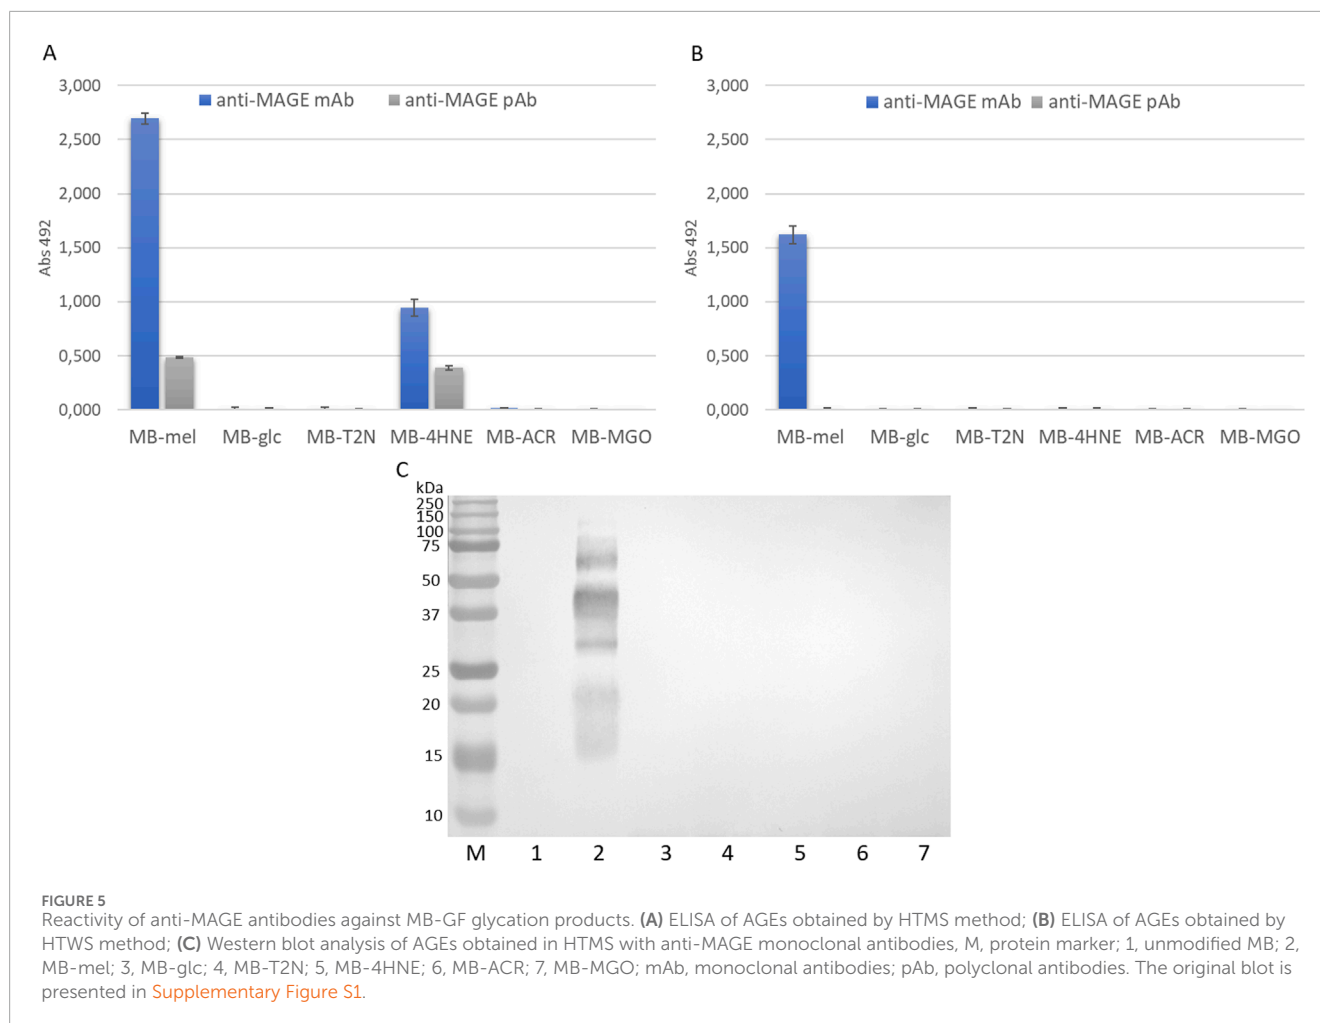 A
3,000
anti-MAGE mAb anti-MAGE pAb
2,500
2,000
1,500
1,000
0,500
0,000
Abs 492
MB-mel MB-glc MB-T2N MB-4HNE MB-ACR MB-MGO
B
3,000
anti-MAGE mAb anti-MAGE pAb
2,500
2,000
1,500
1,000
0,500
0,000
Abs 492
MB-mel MB-glc MB-T2N MB-4HNE MB-ACR MB-MGO
C
kDa
250
150
100
75
50
37
25
20
15
10
M 1 2 3 4 5 6 7
FIGURE 5
Reactivity of anti-MAGE antibodies against MB-GF glycation products. (A) ELISA of AGEs obtained by HTMS method; (B) ELISA of AGEs obtained by
HTWS method; (C) Western blot analysis of AGEs obtained in HTMS with anti-MAGE monoclonal antibodies, M, protein marker; 1, unmodified MB; 2,
MB-mel; 3, MB-glc; 4, MB-T2N; 5, MB-4HNE; 6, MB-ACR; 7, MB-MGO; mAb, monoclonal antibodies; pAb, polyclonal antibodies. The original blot is
presented in Supplementary Figure S1.